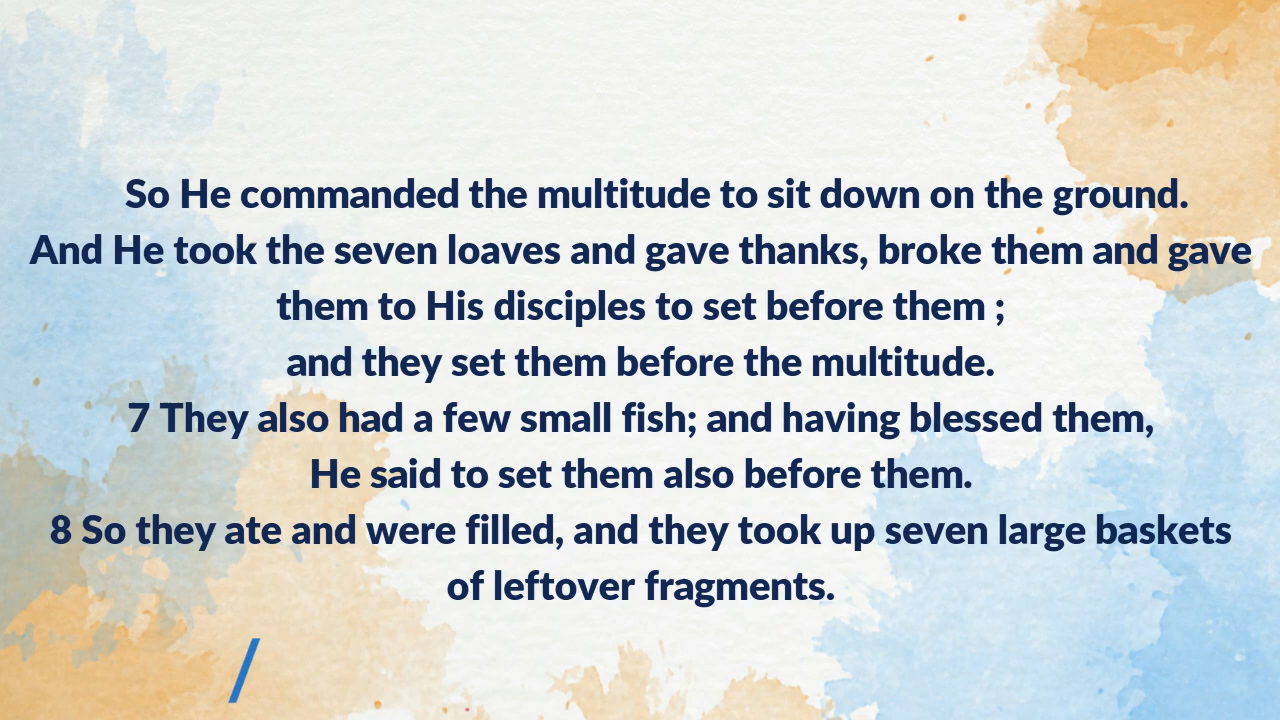 So He commanded the multitude to sit down on the ground.
And He took the seven loaves and gave thanks, broke them and gave
them to His disciples to set before them ;
and they set them before the multitude.
7 They also had a few small fish; and having blessed them,
He said to set them also before them.
8 So they ate and were filled, and they took up seven large baskets
of leftover fragments.
/